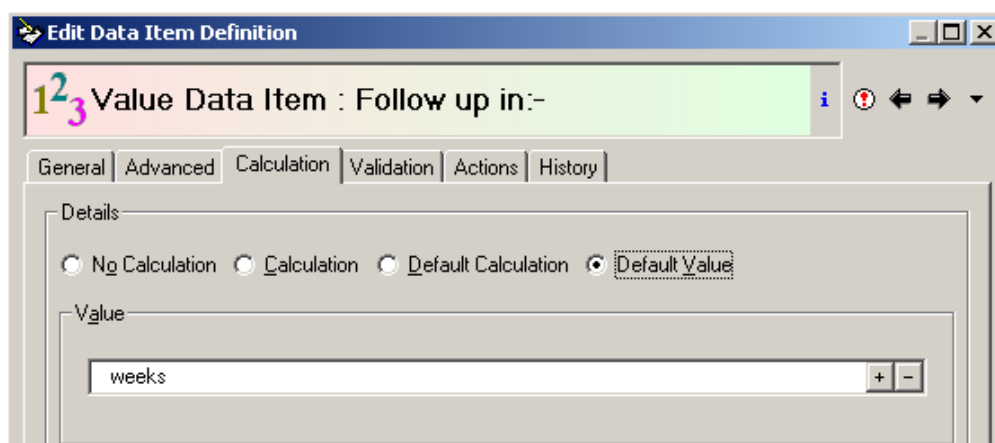 Edit Data Item Definition
123 Value Data Item : Follow up in:-
i
General Advanced Calculation Validation Actions History
Details
No Calculation Calculation Default Calculation Default Value
Value
weeks + -